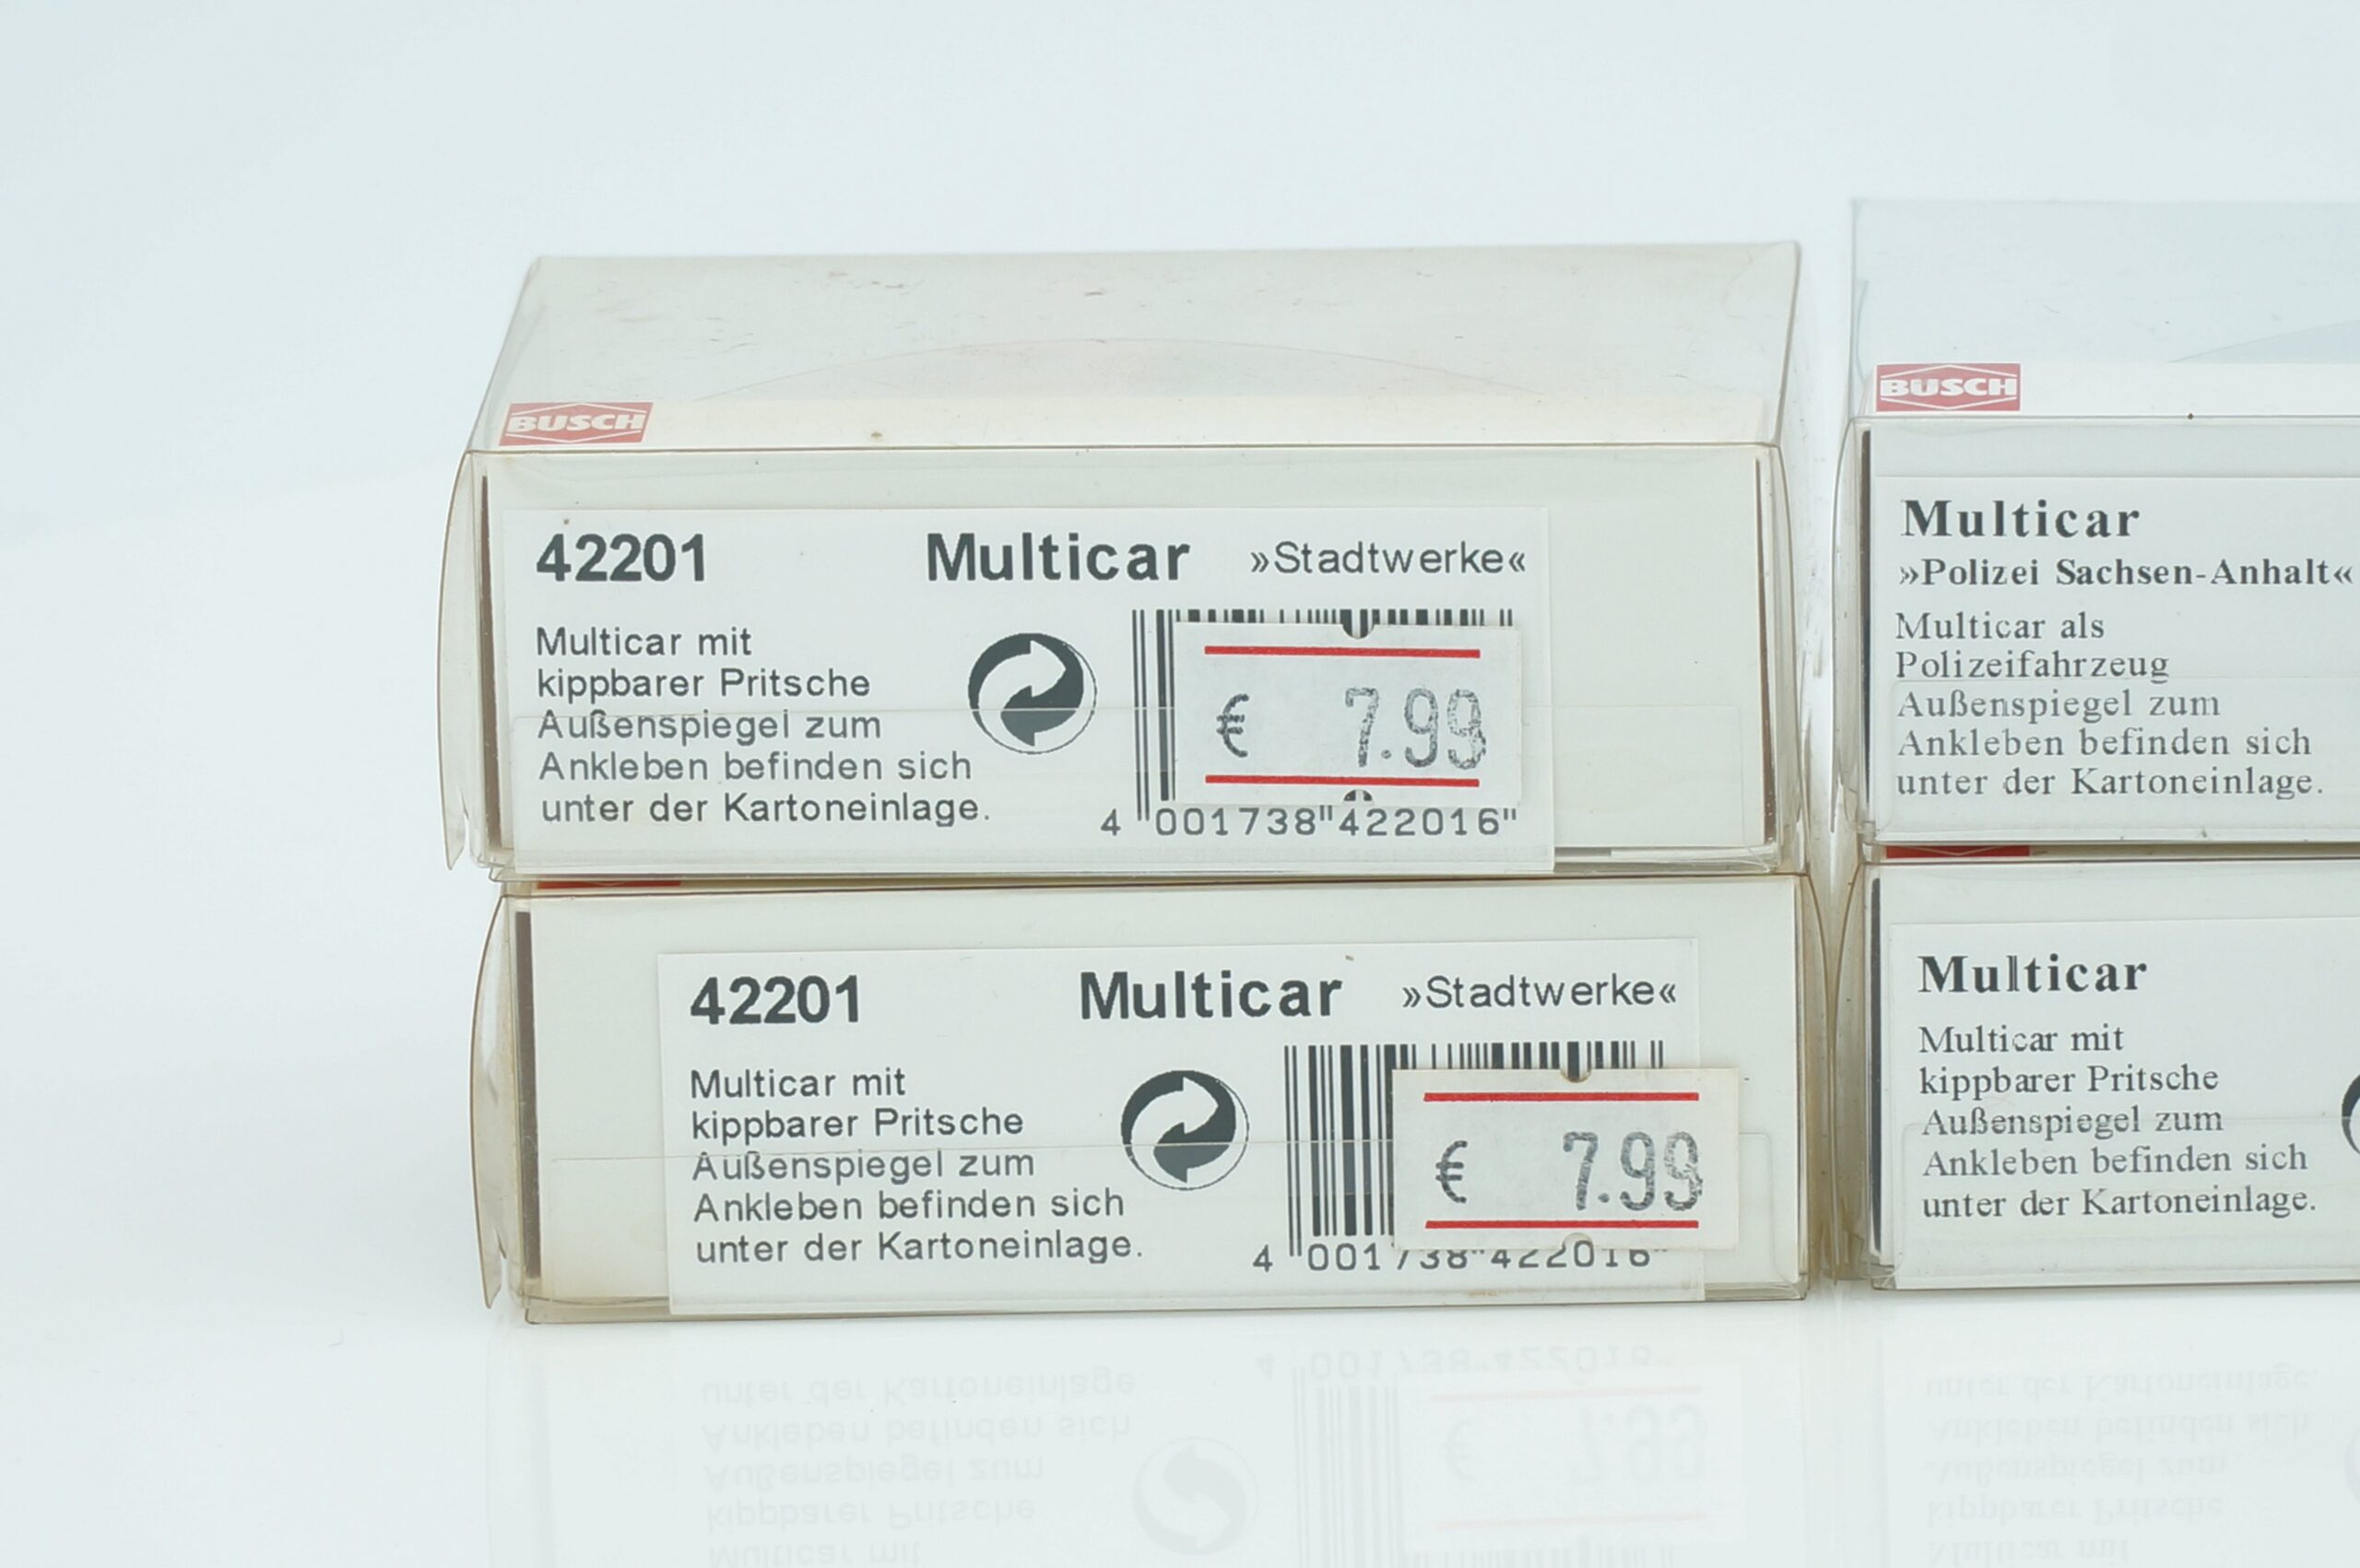 BUSCH
42201 Multicar »Stadtwerke«
Multicar mit
kippbarer Pritsche
Außenspiegel zum
Ankleben befinden sich
unter der Kartoneinlage.
€ 7.99
4 001738 422016
42201 Multicar »Stadtwerke«
Multicar mit
kippbarer Pritsche
Außenspiegel zum
Ankleben befinden sich
unter der Kartoneinlage.
€ 7.99
4 001738 422016
BUSCH
Multicar
»Polizei Sachsen-Anhalt«
Multicar als
Polizeifahrzeug
Außenspiegel zum
Ankleben befinden sich
unter der Kartoneinlage.
Multicar
Multicar mit
kippbarer Pritsche
Außenspiegel zum
Ankleben befinden sich
unter der Kartoneinlage.